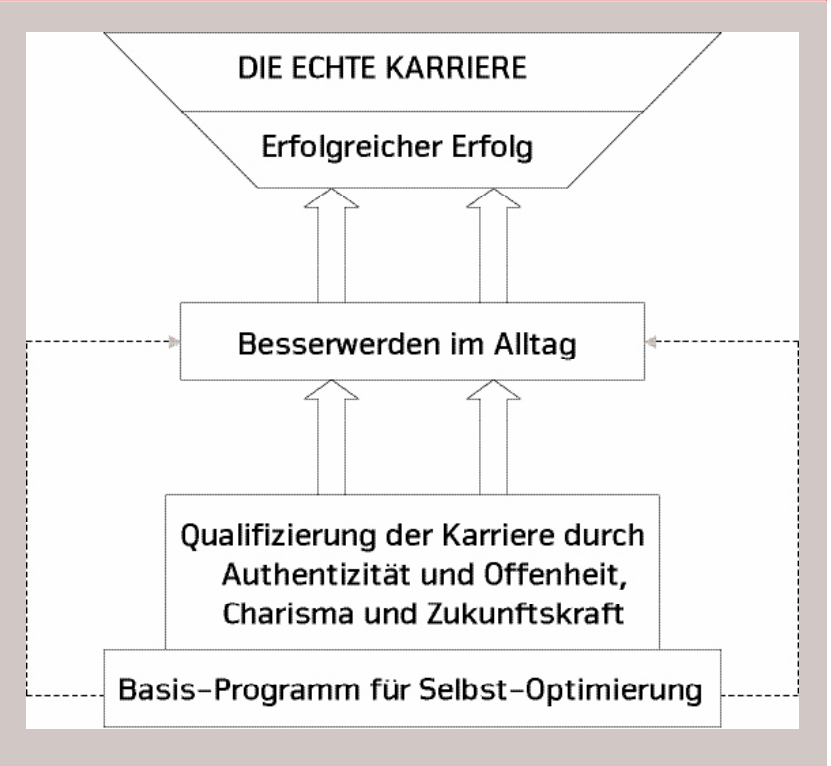 DIE ECHTE KARRIERE
Erfolgreicher Erfolg
Besserwerden im Alltag
Qualifizierung der Karriere durch
Authentizität und Offenheit,
Charisma und Zukunftskraft
Basis-Programm für Selbst-Optimierung